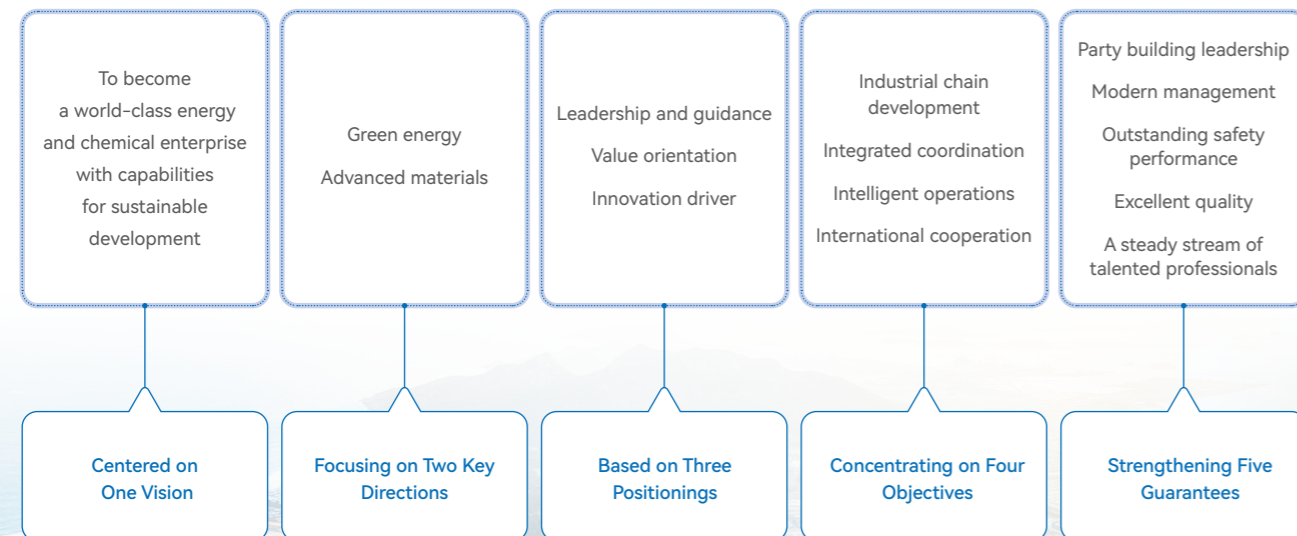 To become
a world-class energy
and chemical enterprise
with capabilities
for sustainable
development
Green energy
Advanced materials
Leadership and guidance
Value orientation
Innovation driver
Industrial chain
development
Integrated coordination
Intelligent operations
International cooperation
Party building leadership
Modern management
Outstanding safety
performance
Excellent quality
A steady stream of
talented professionals
Centered on
One Vision
Focusing on Two Key
Directions
Based on Three
Positionings
Concentrating on Four
Objectives
Strengthening Five
Guarantees